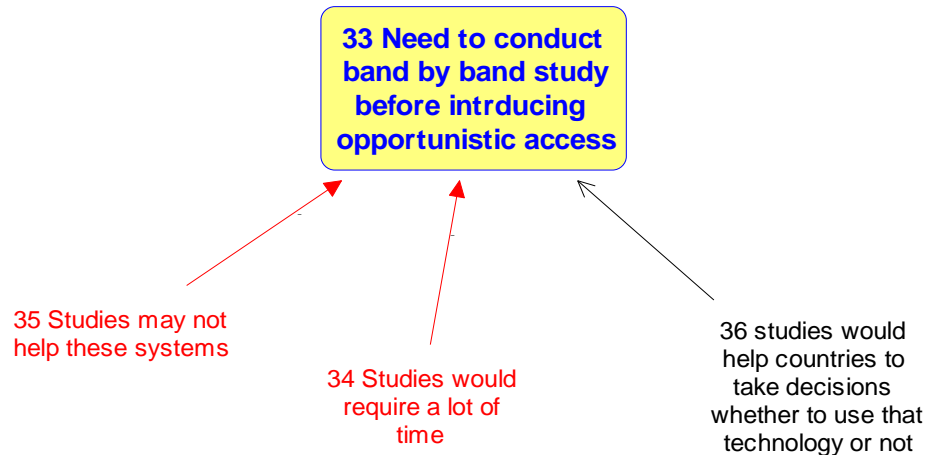 33 Need to conduct
band by band study
before intrducing
opportunistic access
-
-
35 Studies may not
help these systems
34 Studies would
require a lot of
time
36 studies would
help countries to
take decisions
whether to use that
technology or not